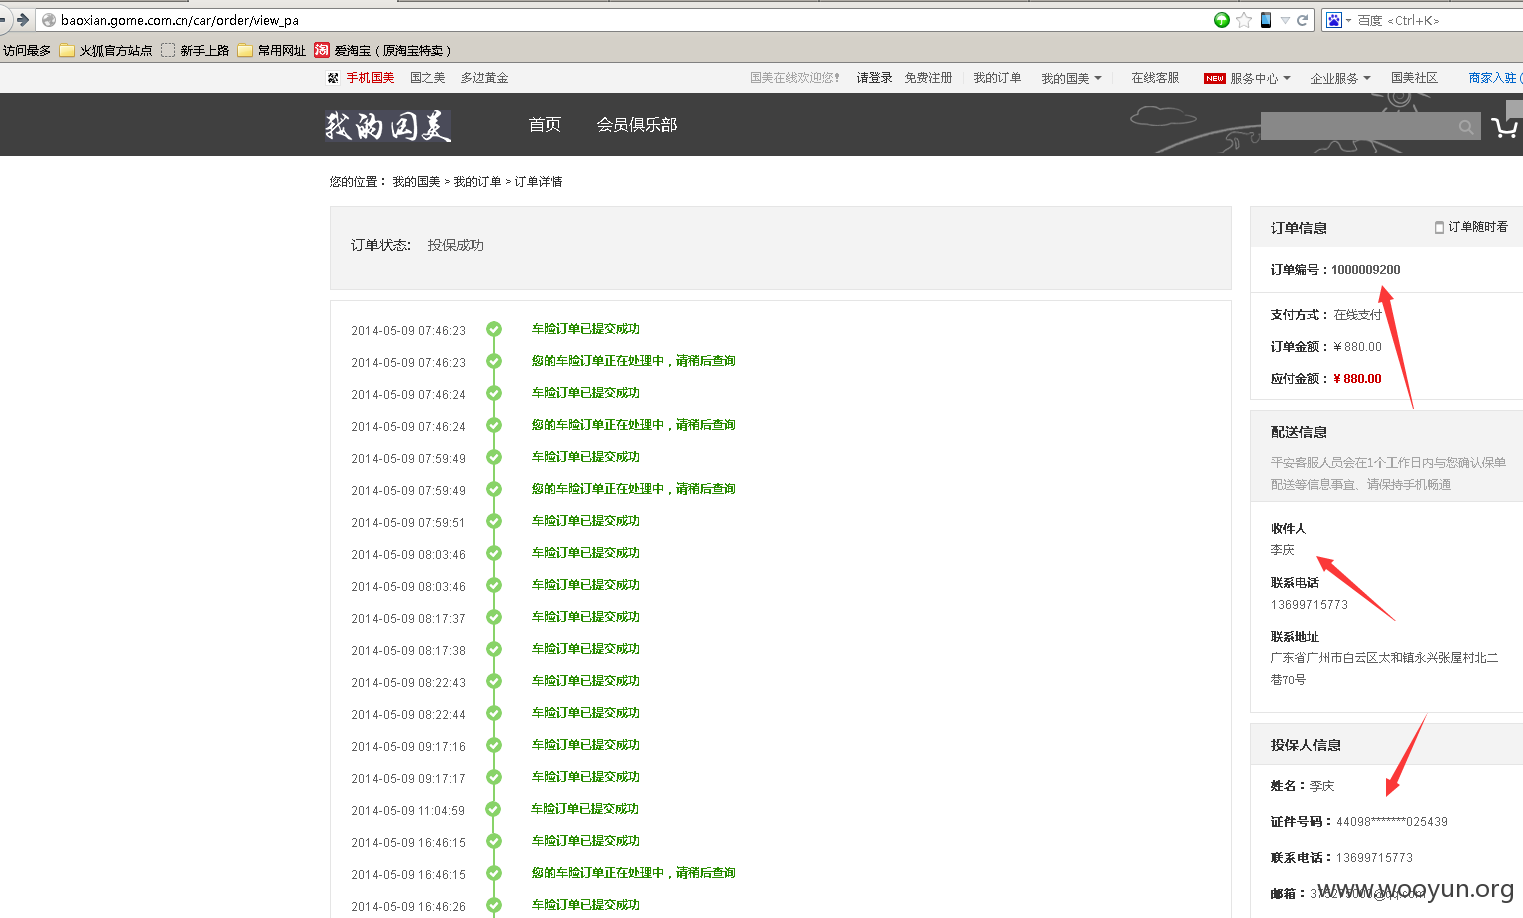 baoxian.gome.com.cn/car/order/view_pa
百度 <Ctrl+K>
访问最多 火狐官方站点 新手上路 常用网址 淘 爱淘宝（原淘宝特卖）
手机国美 国之美 多边黄金 国美在线欢迎您! 请登录 免费注册 我的订单 我的国美 在线客服 NEW 服务中心 企业服务 国美社区 商家入驻
我的国美 首页 会员俱乐部
您的位置： 我的国美 > 我的订单 > 订单详情
订单状态: 投保成功
2014-05-09 07:46:23 车险订单已提交成功
2014-05-09 07:46:23 您的车险订单正在处理中，请稍后查询
2014-05-09 07:46:24 车险订单已提交成功
2014-05-09 07:46:24 您的车险订单正在处理中，请稍后查询
2014-05-09 07:59:49 车险订单已提交成功
2014-05-09 07:59:49 您的车险订单正在处理中，请稍后查询
2014-05-09 07:59:51 车险订单已提交成功
2014-05-09 08:03:46 车险订单已提交成功
2014-05-09 08:03:46 车险订单已提交成功
2014-05-09 08:17:37 车险订单已提交成功
2014-05-09 08:17:38 车险订单已提交成功
2014-05-09 08:22:43 车险订单已提交成功
2014-05-09 08:22:44 车险订单已提交成功
2014-05-09 09:17:16 车险订单已提交成功
2014-05-09 09:17:17 车险订单已提交成功
2014-05-09 11:04:59 车险订单已提交成功
2014-05-09 16:46:15 车险订单已提交成功
2014-05-09 16:46:15 您的车险订单正在处理中，请稍后查询
2014-05-09 16:46:26 车险订单已提交成功
订单信息 订单随时看
订单编号：1000009200
支付方式： 在线支付
订单金额： ¥ 880.00
应付金额： ¥ 880.00
配送信息
平安客服人员会在1个工作日内与您确认保单
配送等信息事宜、请保持手机畅通
收件人
李庆
联系电话
13699715773
联系地址
广东省广州市白云区太和镇永兴张屋村北二
巷70号
投保人信息
姓名：李庆
证件号码： 44098*******025439
联系电话： 13699715773
邮箱：
www.wooyun.org